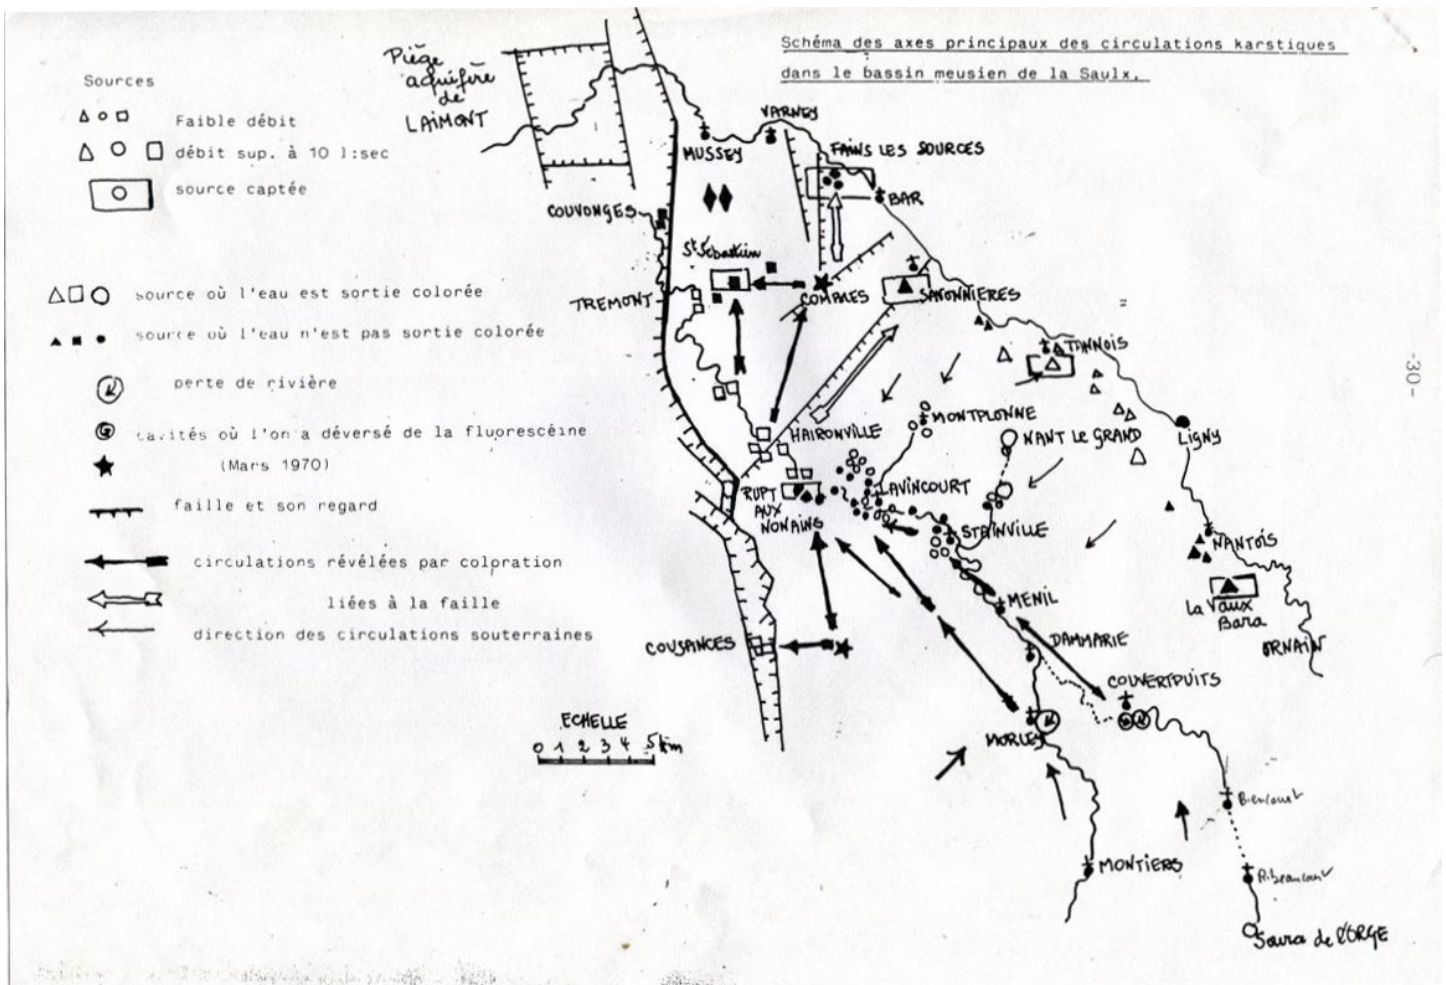 Schéma des axes principaux des circulations karstiques
dans le bassin meusien de la Saulx.
Piège
aquifère
de
LAIMONT
Sources
Faible débit
débit sup. à 10 l:sec
source captée
source où l'eau est sortie colorée
source où l'eau n'est pas sortie colorée
perte de rivière
cavités où l'on a déversé de la fluorescéine
(Mars 1970)
faille et son regard
circulations révélées par colpration
liées à la faille
direction des circulations souterraines
MUSSEY
VARNEY
FAINS LES SOURCES
BAR
COUVONGES
St Sébastien
TREMONT
COMBLES
SAVONNIERES
TANNOIS
-30-
MONTPLONNE
HAIRONVILLE
NANT LE GRAND
LIGNY
RUPT
AUX
NONAINS
LAVINCOURT
STAINVILLE
NANTOIS
MENIL
La Vaux
Bara
ORNAIN
COUSANCES
DAMMARIE
COUVERTPUITS
ECHELLE
0 1 2 3 4 5km
MORLEY
Biencourt
MONTIERS
Ribeaucourt
de l'ORGE